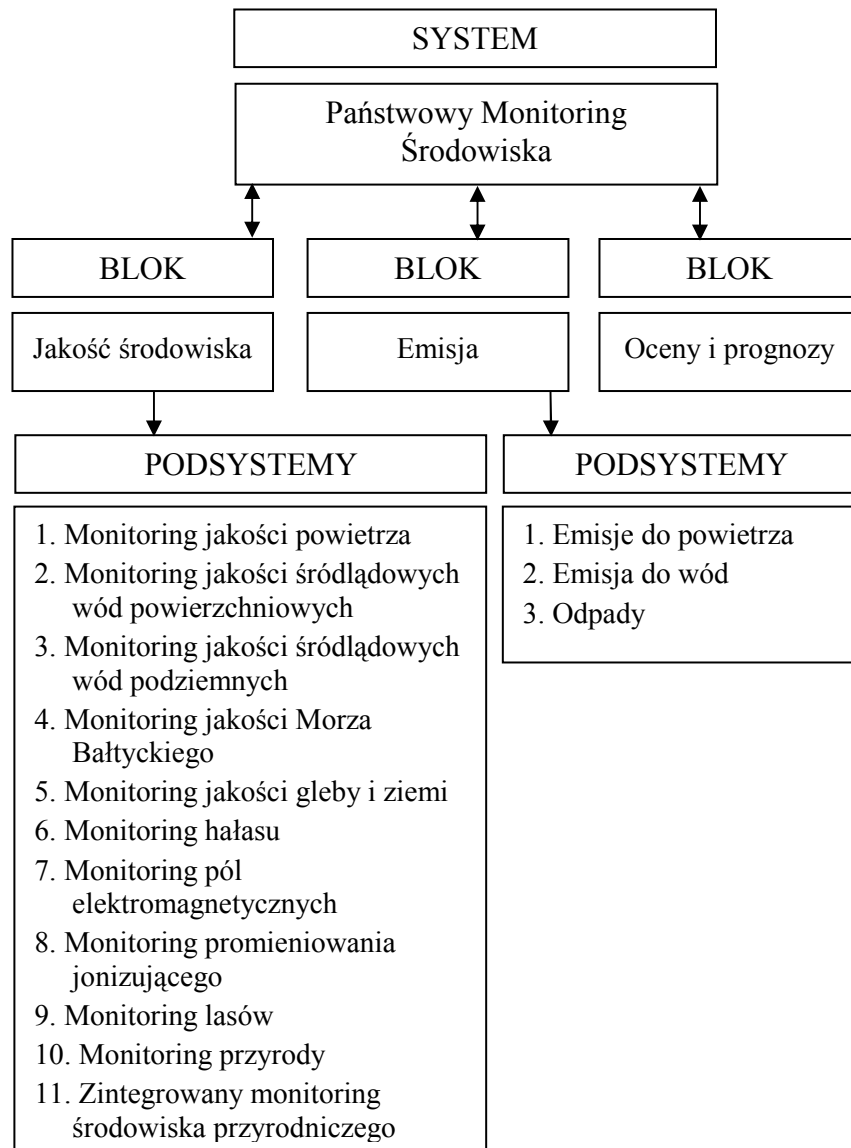 SYSTEM
Państwowy Monitoring
Środowiska
BLOK
Jakość środowiska
BLOK
Emisja
BLOK
Oceny i prognozy
PODSYSTEMY
1. Monitoring jakości powietrza
2. Monitoring jakości śródlądowych
wód powierzchniowych
3. Monitoring jakości śródlądowych
wód podziemnych
4. Monitoring jakości Morza
Bałtyckiego
5. Monitoring jakości gleby i ziemi
6. Monitoring hałasu
7. Monitoring pól
elektromagnetycznych
8. Monitoring promieniowania
jonizującego
9. Monitoring lasów
10. Monitoring przyrody
11. Zintegrowany monitoring
środowiska przyrodniczego
PODSYSTEMY
1. Emisje do powietrza
2. Emisja do wód
3. Odpady